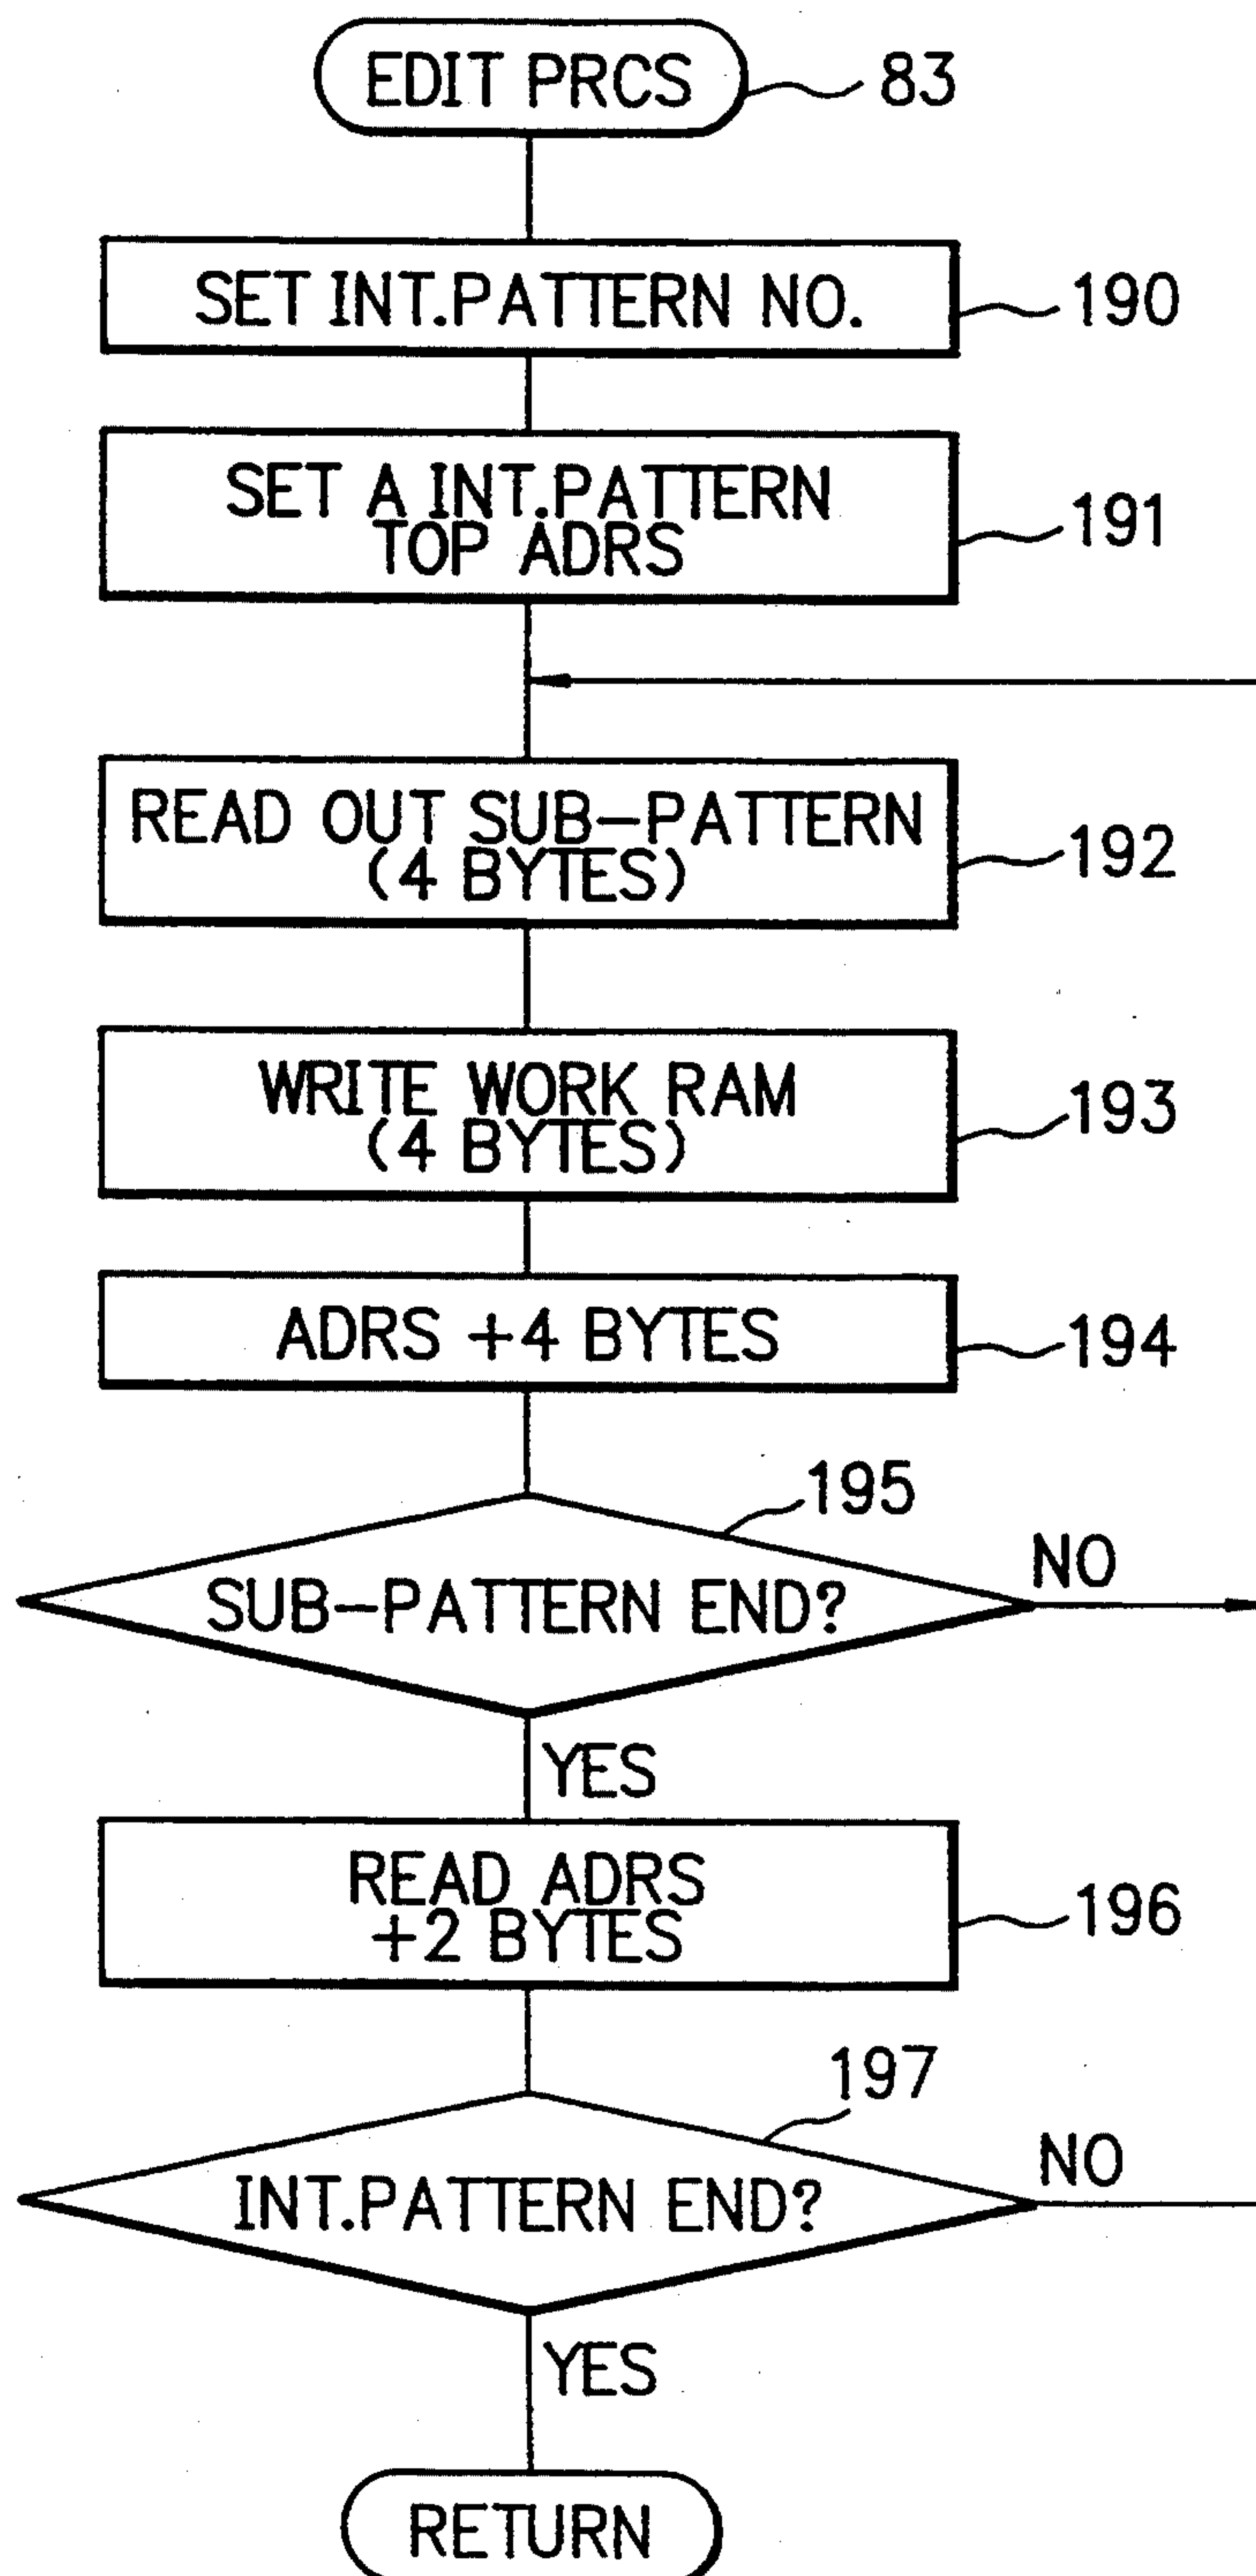 EDIT PRCS
83
SET INT.PATTERN NO.
190
SET A INT.PATTERN
TOP ADRS
191
READ OUT SUB-PATTERN
(4 BYTES)
192
WRITE WORK RAM
(4 BYTES)
193
ADRS +4 BYTES
194
195
SUB-PATTERN END?
NO
YES
READ ADRS
+2 BYTES
196
197
INT.PATTERN END?
NO
YES
RETURN